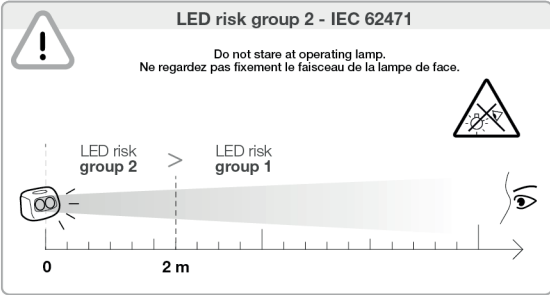 LED risk group 2 - IEC 62471
!
Do not stare at operating lamp.
Ne regardez pas fixement le faisceau de la lampe de face.
LED risk
group 2
>
LED risk
group 1
0
2 m